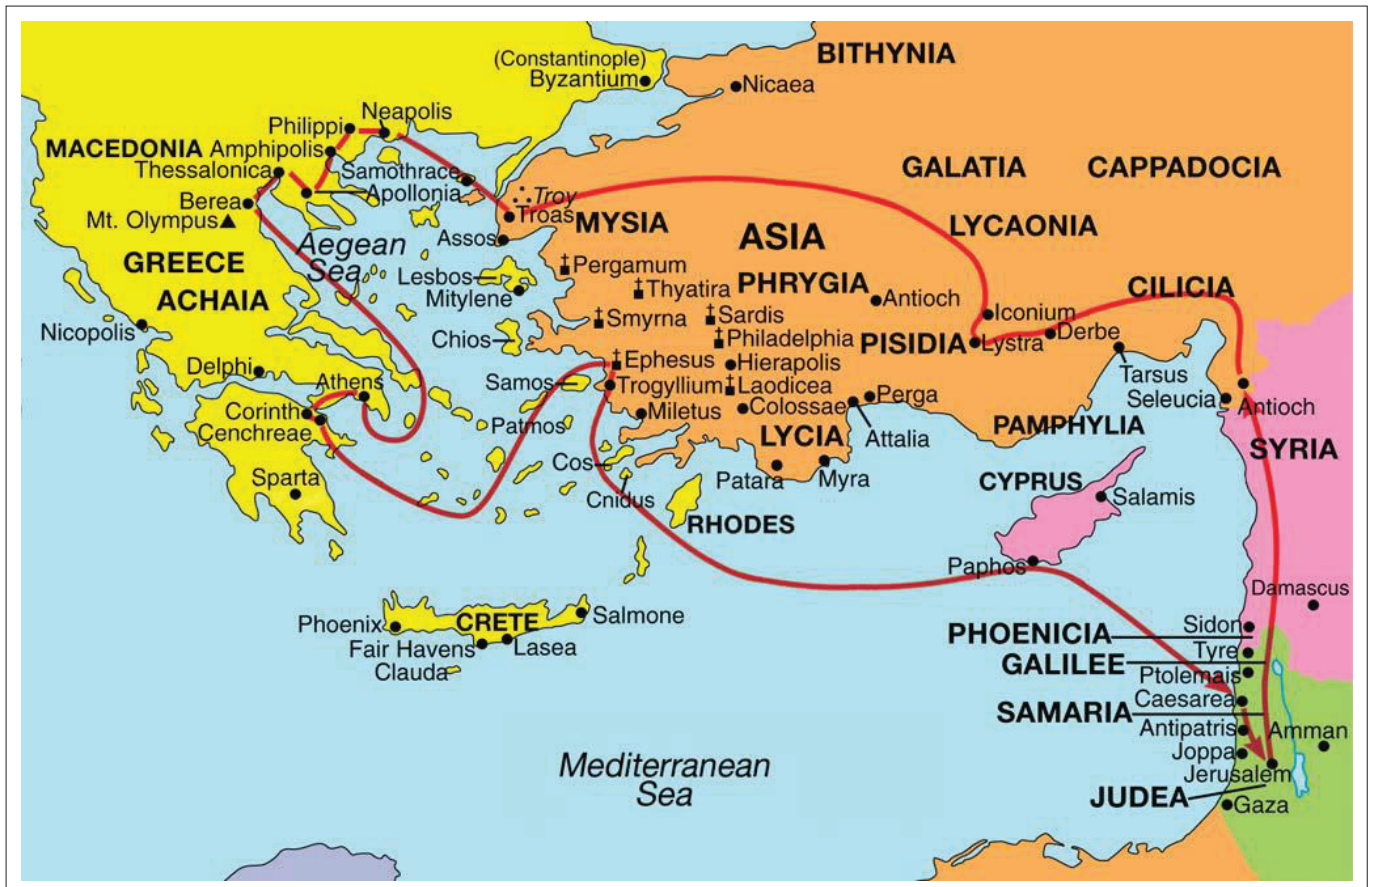 (Constantinople)
Byzantium
BITHYNIA
Nicaea
Neapolis
Philippi
MACEDONIA
Amphipolis
Thessalonica
Samothrace
Apollonia
GALATIA
CAPPADOCIA
Berea
Mt. Olympus
Troy
Troas
MYSIA
ASIA
LYCAONIA
Aegean
Sea
Assos
GREECE
ACHAIA
Lesbos
Mitylene
Pergamum
Thyatira
PHRYGIA
Antioch
CILICIA
Nicopolis
Chios
Smyrna
Sardis
Philadelphia
PISIDIA
Iconium
Lystra
Derbe
Delphi
Athens
Samos
Ephesus
Hierapolis
Trogyllium
Laodicea
Tarsus
Seleucia
Antioch
Corinth
Cenchreae
Patmos
Miletus
Colossae
Perga
Attalia
LYCIA
PAMPHYLIA
SYRIA
Sparta
Cos
Cnidus
Patara
Myra
CYPRUS
Salamis
RHODES
Paphos
Damascus
Phoenix
CRETE
Salmone
Fair Havens
Lasea
Clauda
PHOENICIA
Sidon
GALILEE
Tyre
Ptolemais
SAMARIA
Caesarea
Antipatris
Amman
Joppa
Jerusalem
JUDEA
Gaza
Mediterranean
Sea